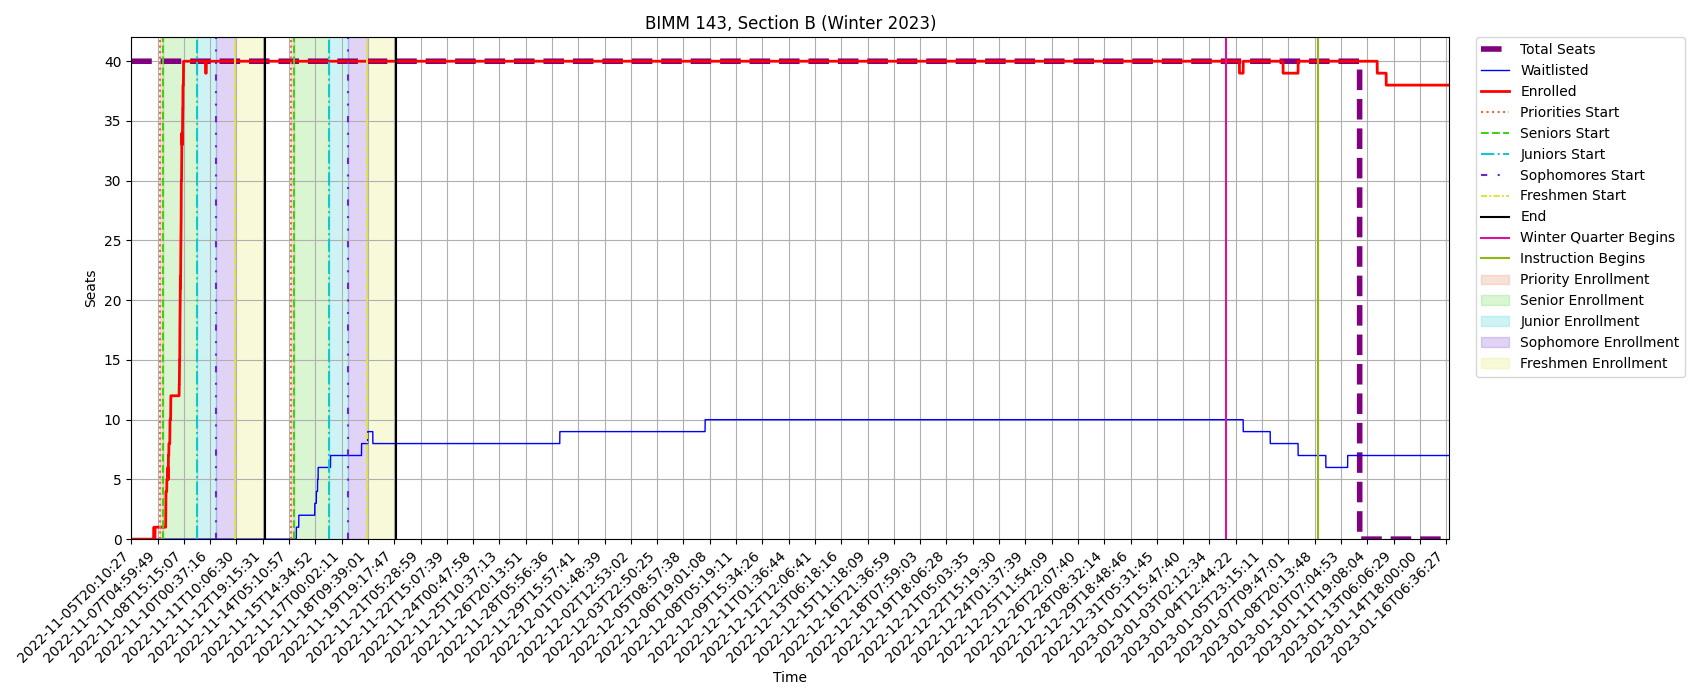 BIMM 143, Section B (Winter 2023)
40
35
30
25
20
15
10
5
0
Seats
2022-11-05T20:10:27
2022-11-07T04:59:49
2022-11-08T15:15:07
2022-11-10T00:37:16
2022-11-11T10:06:30
2022-11-12T19:15:31
2022-11-14T05:10:57
2022-11-15T14:34:52
2022-11-17T00:02:11
2022-11-18T09:39:01
2022-11-19T19:17:47
2022-11-21T05:28:59
2022-11-22T15:07:39
2022-11-24T00:47:58
2022-11-25T10:37:13
2022-11-26T20:13:51
2022-11-28T05:56:36
2022-11-29T15:57:41
2022-12-01T01:48:39
2022-12-02T12:53:02
2022-12-03T22:50:25
2022-12-05T08:57:38
2022-12-06T19:01:08
2022-12-08T05:19:11
2022-12-09T15:34:26
2022-12-11T01:36:44
2022-12-12T12:06:41
2022-12-13T16:18:16
2022-12-15T11:18:09
2022-12-16T21:36:59
2022-12-18T07:59:03
2022-12-19T18:06:28
2022-12-21T05:03:35
2022-12-22T15:19:30
2022-12-24T01:37:39
2022-12-25T11:54:09
2022-12-26T22:07:40
2022-12-28T08:32:14
2022-12-29T18:48:46
2022-12-31T05:31:45
2023-01-01T15:47:40
2023-01-03T02:12:34
2023-01-04T12:44:22
2023-01-05T23:15:11
2023-01-07T09:47:01
2023-01-08T20:13:48
2023-01-10T07:04:53
2023-01-11T19:08:04
2023-01-13T06:06:29
2023-01-14T18:00:00
2023-01-16T06:36:27
Time
Total Seats
Waitlisted
Enrolled
Priorities Start
Seniors Start
Juniors Start
Sophomores Start
Freshmen Start
End
Winter Quarter Begins
Instruction Begins
Priority Enrollment
Senior Enrollment
Junior Enrollment
Sophomore Enrollment
Freshmen Enrollment